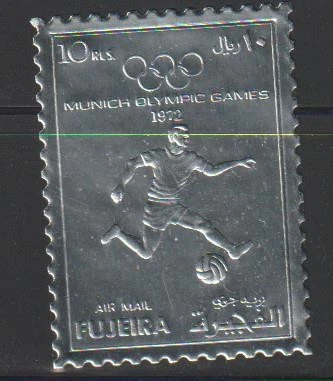 10 RLS. ١٠ ريال
MUNICH OLYMPIC GAMES
1972
AIR MAIL بريد جوي
FUJEIRA الفجيرة